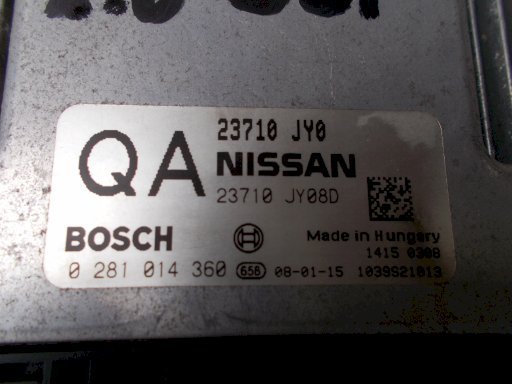 QA
23710 JY0
NISSAN
23710 JY08D
BOSCH
Made in Hungary
1415 0308
0 281 014 360 656 08-01-15 1039S21013